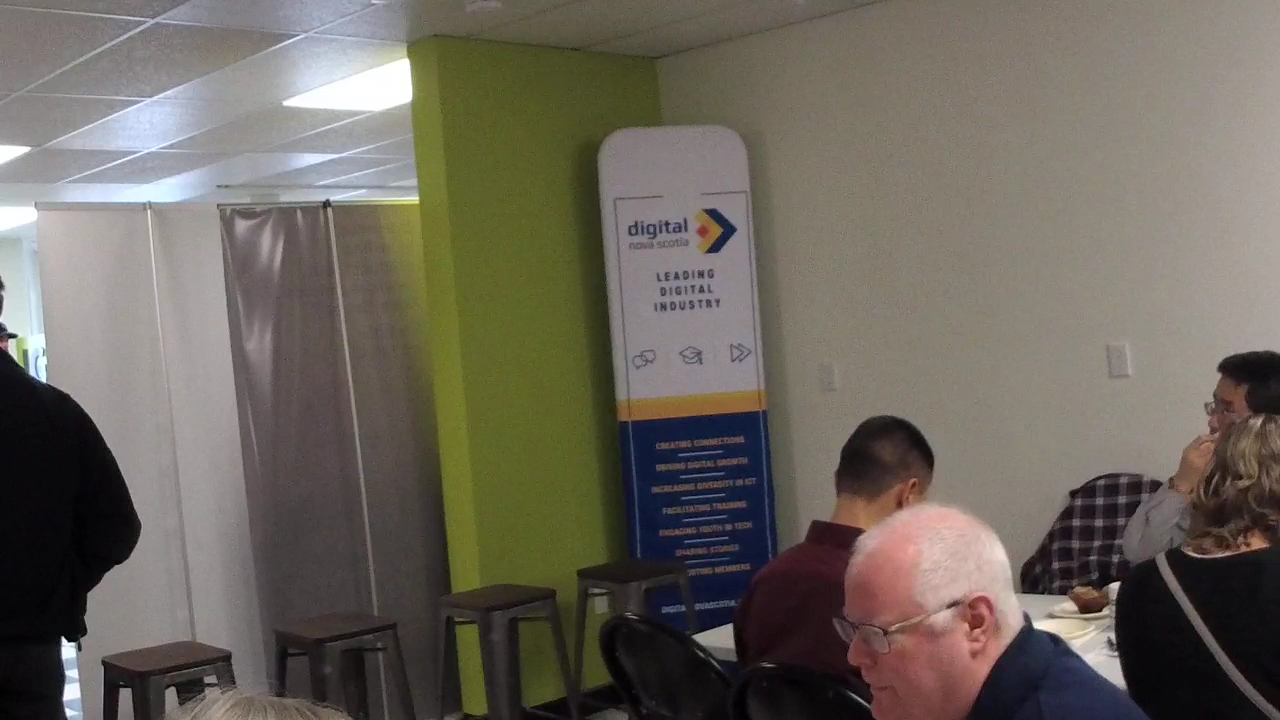 digital
nova scotia
LEADING
DIGITAL
INDUSTRY
CREATING CONNECTIONS
DRIVING DIGITAL GROWTH
INCREASING DIVERSITY IN ICT
FACILITATING TRAINING
ENGAGING YOUTH IN TECH
SHARING STORIES
MEMBERS